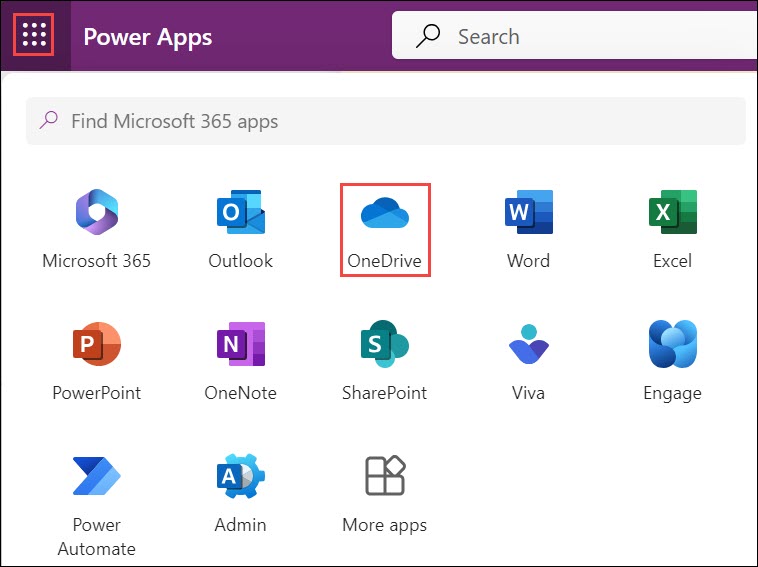 Power Apps
Search
Find Microsoft 365 apps
Microsoft 365
O
Outlook
OneDrive
W
Word
X
Excel
P
PowerPoint
N
OneNote
S
SharePoint
Viva
Engage
Power
Automate
A
Admin
More apps